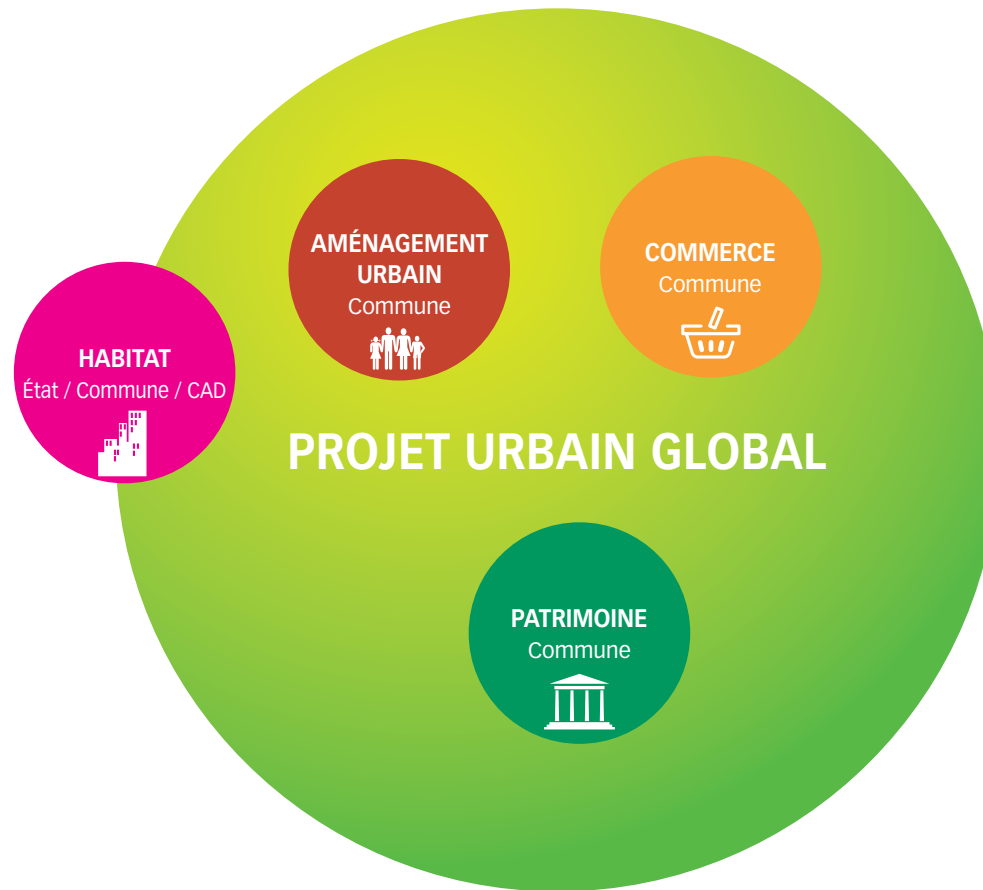 AMÉNAGEMENT
URBAIN
Commune
COMMERCE
Commune
HABITAT
État / Commune / CAD
PROJET URBAIN GLOBAL
PATRIMOINE
Commune